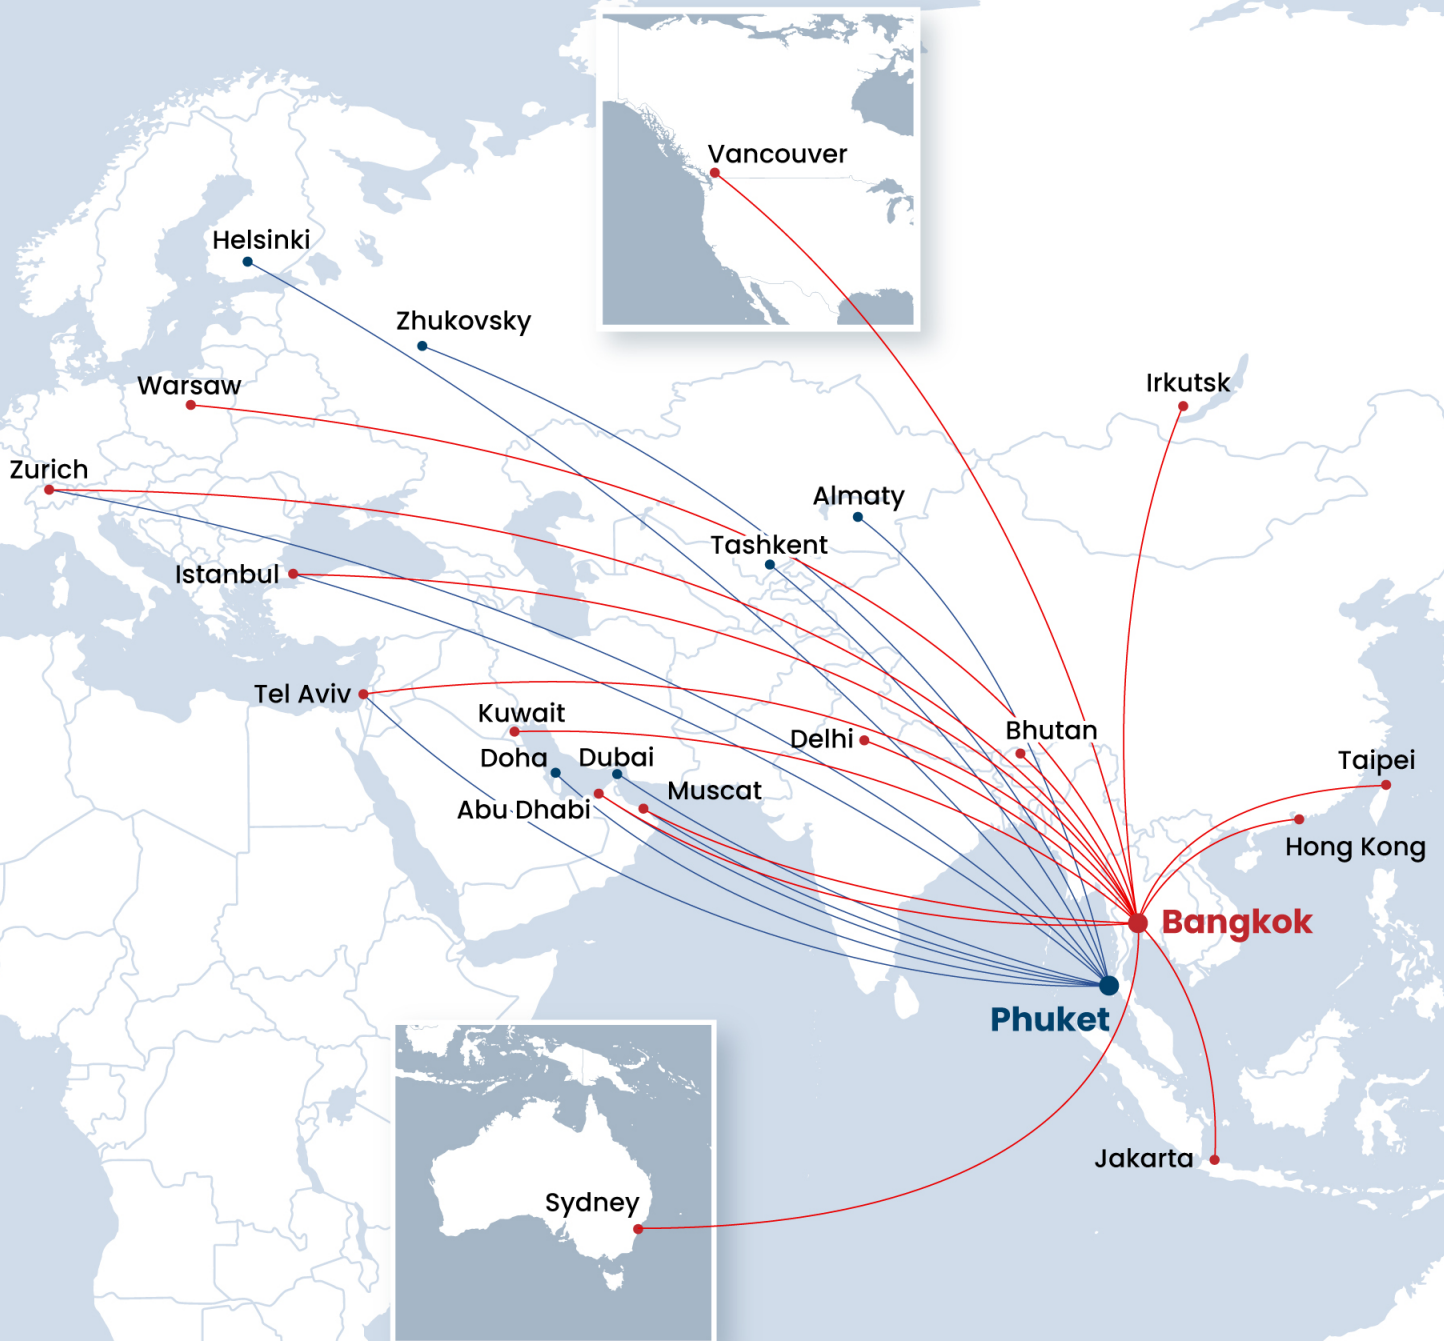 Vancouver
Helsinki
Zhukovsky
Warsaw
Irkutsk
Zurich
Almaty
Tashkent
Istanbul
Tel Aviv
Kuwait
Bhutan
Delhi
Doha
Dubai
Taipei
Muscat
Abu Dhabi
Hong Kong
Bangkok
Phuket
Jakarta
Sydney